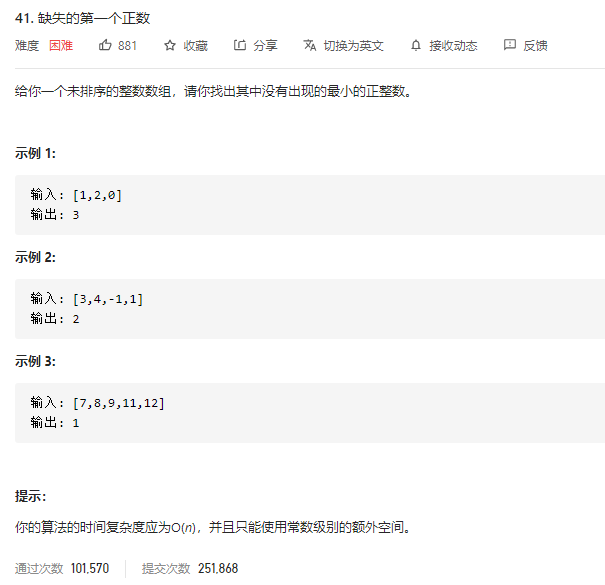 41. 缺失的第一个正数
难度 困难 881 收藏 分享 切换为英文 接收动态 反馈
给你一个未排序的整数数组，请你找出其中没有出现的最小的正整数。
示例 1:
输入: [1,2,0]
输出: 3
示例 2:
输入: [3,4,-1,1]
输出: 2
示例 3:
输入: [7,8,9,11,12]
输出: 1
提示：
你的算法的时间复杂度应为O(n)，并且只能使用常数级别的额外空间。
通过次数 101,570 提交次数 251,868